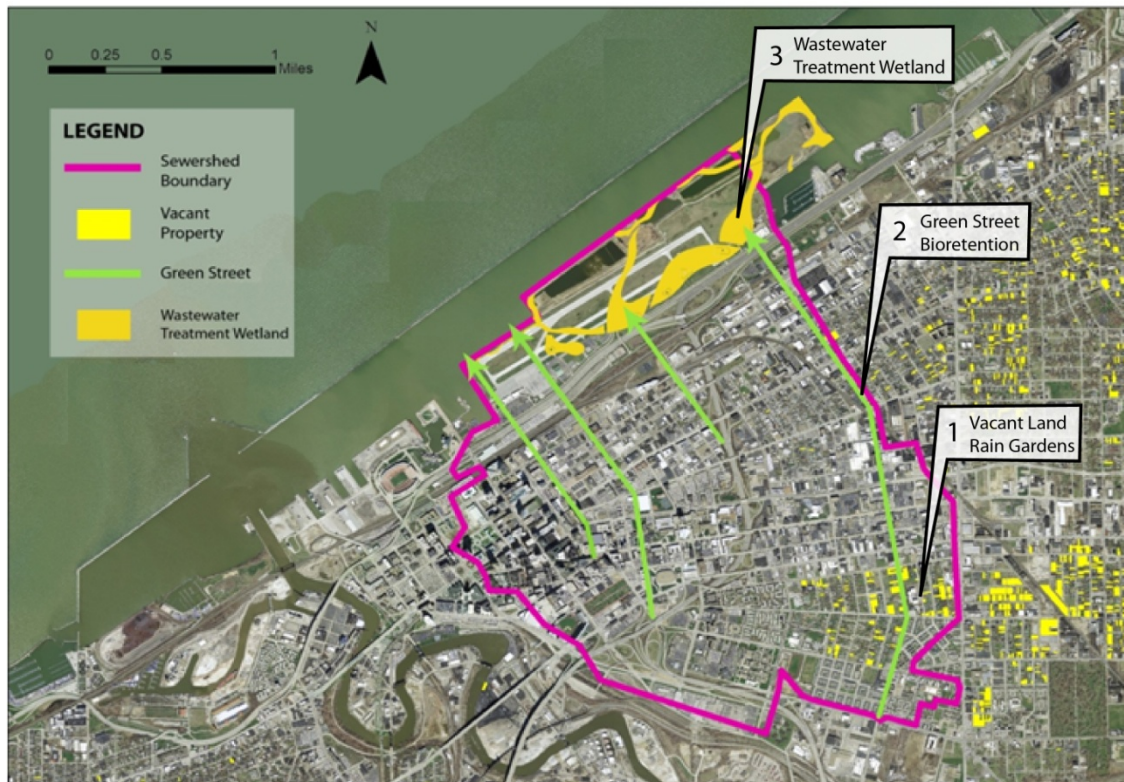 0 0.25 0.5 1
Miles
N
LEGEND
Sewershed
Boundary
Vacant
Property
Green Street
Wastewater
Treatment Wetland
3 Wastewater
Treatment Wetland
2 Green Street
Bioretention
1 Vacant Land
Rain Gardens